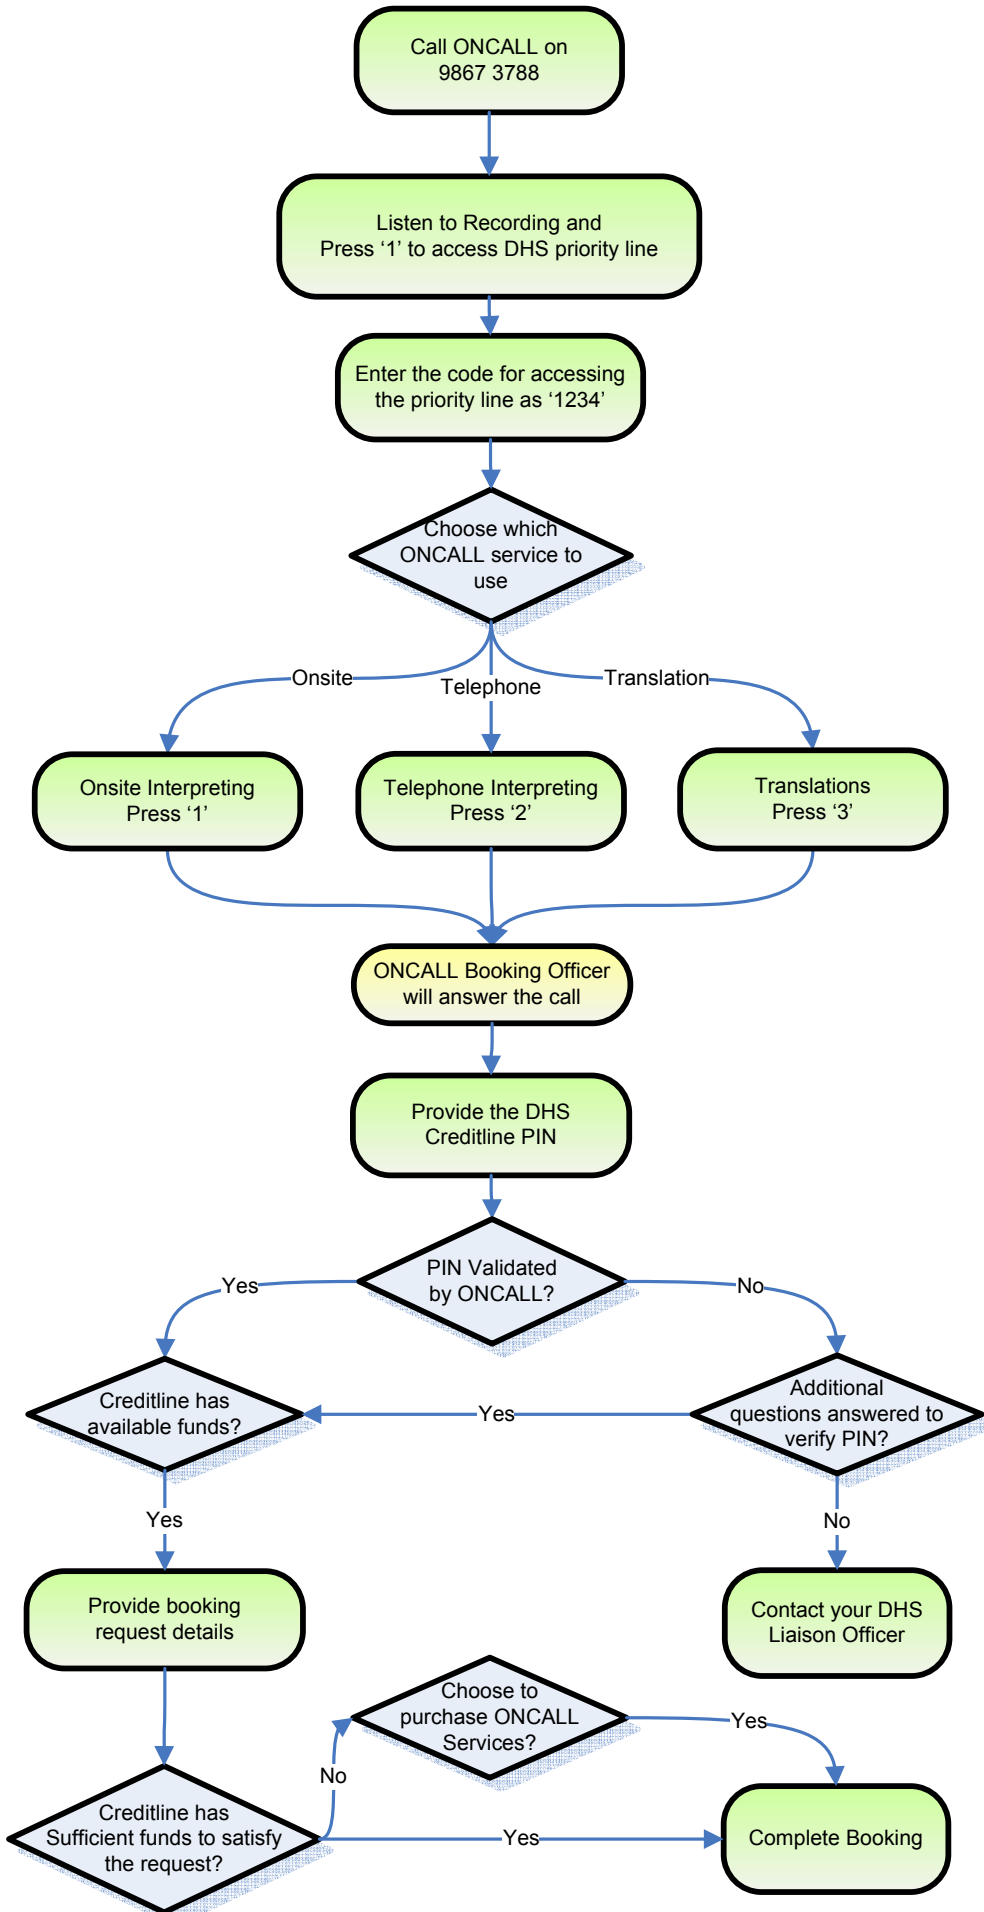 Call ONCALL on
9867 3788
Listen to Recording and
Press ‘1’ to access DHS priority line
Enter the code for accessing
the priority line as ‘1234’
Choose which
ONCALL service to
use
Onsite
Telephone
Translation
Onsite Interpreting
Press ‘1’
Telephone Interpreting
Press ‘2’
Translations
Press ‘3’
ONCALL Booking Officer
will answer the call
Provide the DHS
Creditline PIN
PIN Validated
by ONCALL?
Yes
No
Creditline has
available funds?
Yes
Additional
questions answered to
verify PIN?
Yes
No
Provide booking
request details
Contact your DHS
Liaison Officer
Choose to
purchase ONCALL
Services?
Yes
No
Creditline has
Sufficient funds to satisfy
the request?
Yes
Complete Booking